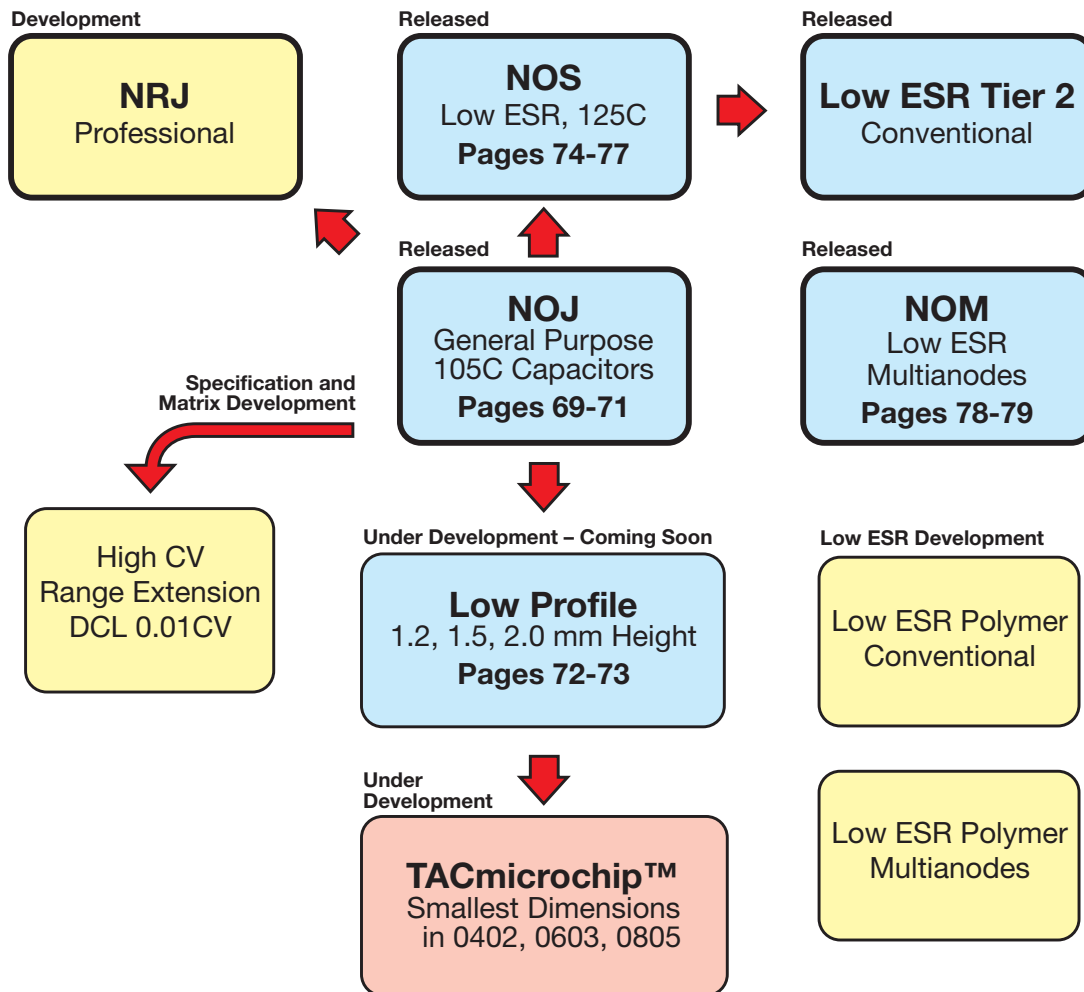 Development
NRJ
Professional
Released
NOS
Low ESR, 125C
Pages 74-77
Released
Low ESR Tier 2
Conventional
Released
NOJ
General Purpose
105C Capacitors
Pages 69-71
Released
NOM
Low ESR
Multianodes
Pages 78-79
Specification and
Matrix Development
High CV
Range Extension
DCL 0.01CV
Under Development – Coming Soon
Low Profile
1.2, 1.5, 2.0 mm Height
Pages 72-73
Low ESR Development
Low ESR Polymer
Conventional
Under
Development
TACmicrochip™
Smallest Dimensions
in 0402, 0603, 0805
Low ESR Polymer
Multianodes